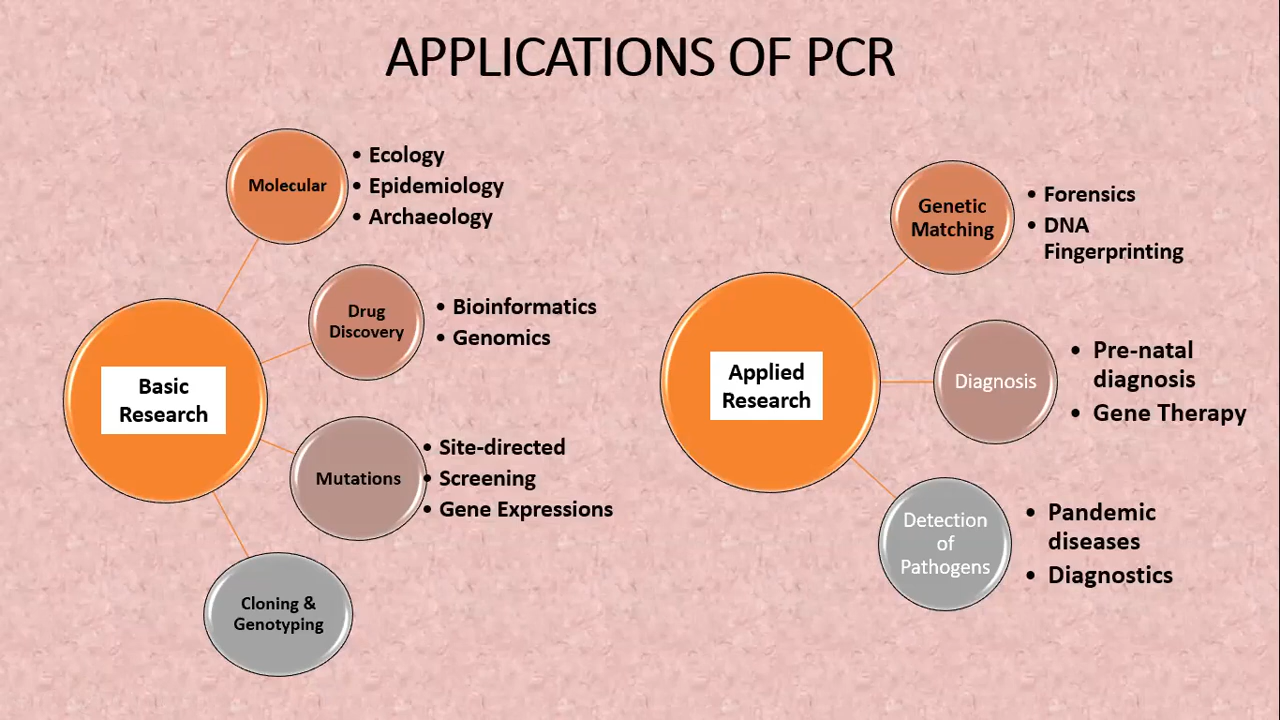 APPLICATIONS OF PCR
Basic
Research
Molecular
• Ecology
• Epidemiology
• Archaeology
Drug
Discovery
• Bioinformatics
• Genomics
Mutations
• Site-directed
• Screening
• Gene Expressions
Cloning &
Genotyping
Applied
Research
Genetic
Matching
• Forensics
• DNA
Fingerprinting
Diagnosis
• Pre-natal
diagnosis
• Gene Therapy
Detection
of
Pathogens
• Pandemic
diseases
• Diagnostics